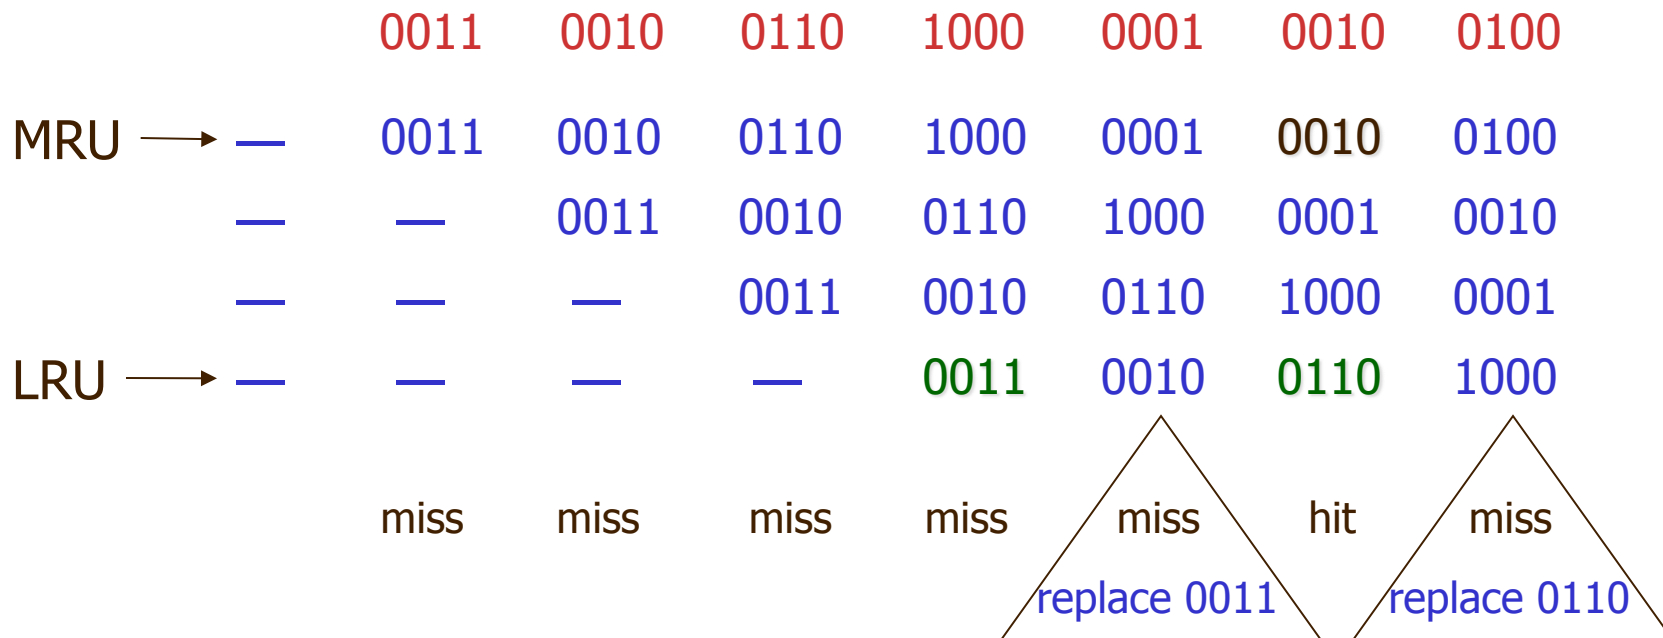 0011 0010 0110 1000 0001 0010 0100
MRU — 0011 0010 0110 1000 0001 0010 0100
— — 0011 0010 0110 1000 0001 0010
— — — 0011 0010 0110 1000 0001
LRU — — — — 0011 0010 0110 1000
miss miss miss miss miss hit miss
replace 0011 replace 0110